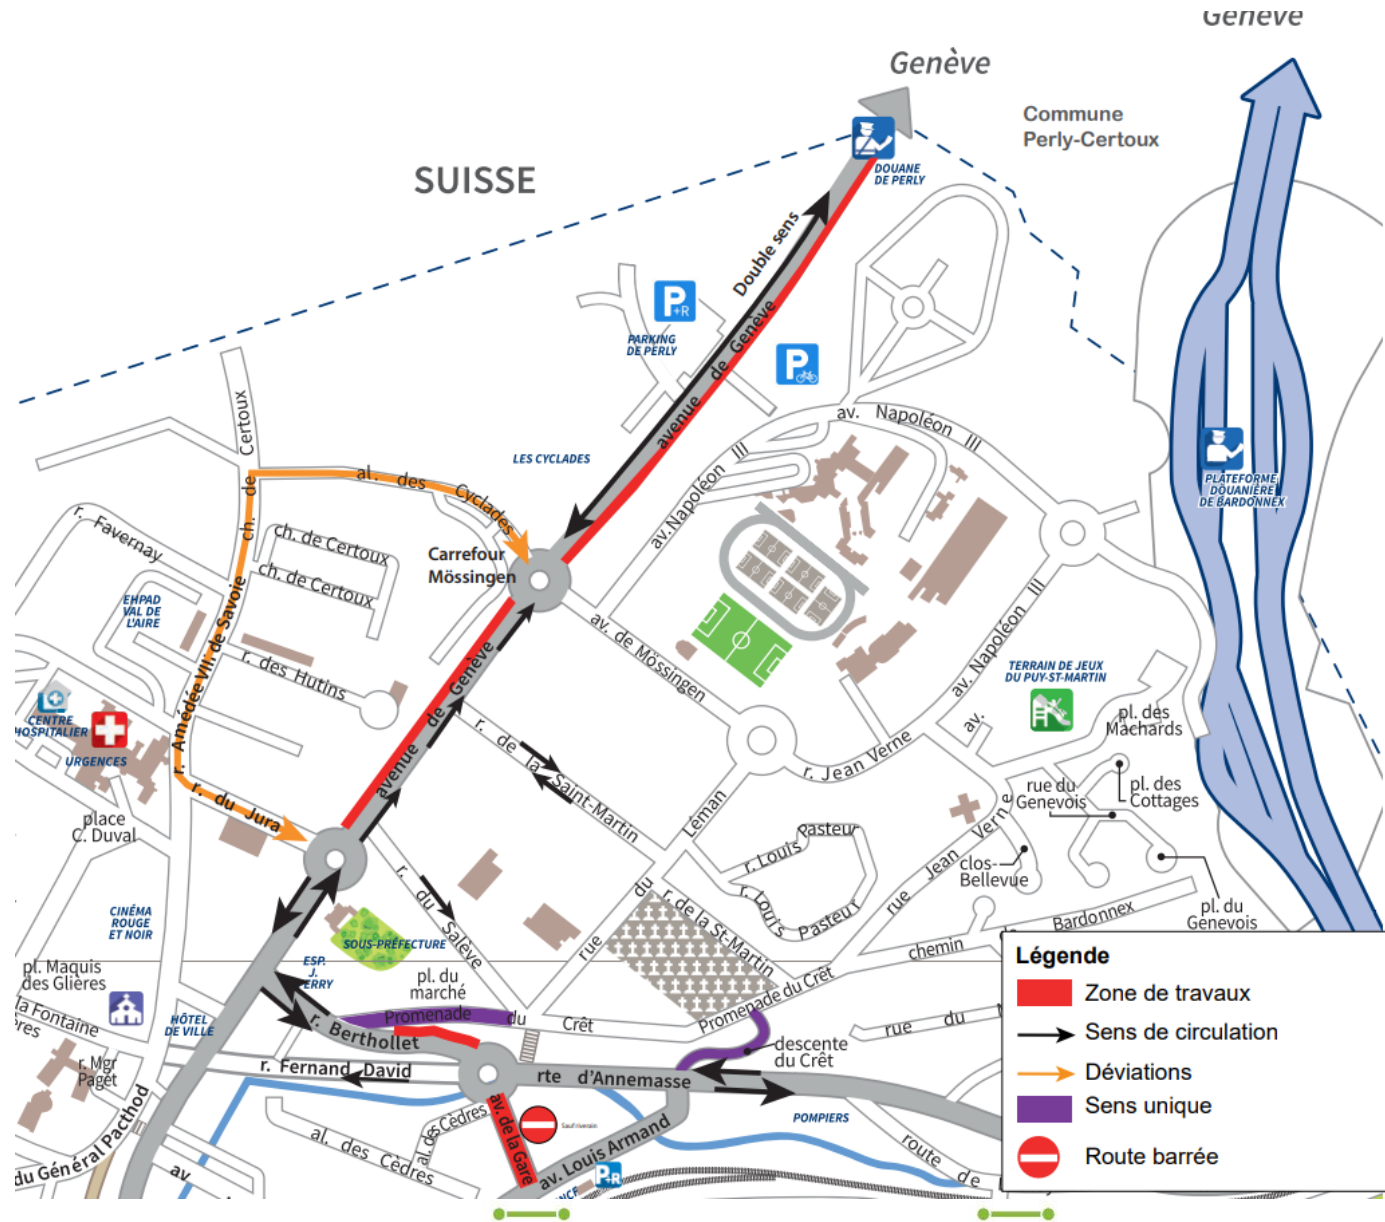 Genève
Genève
Commune
Perly-Certoux
SUISSE
DOUANE
DE PERLY
Double sens
P
+R
PARKING
DE PERLY
P
avenue de Genève
av. Napoléon III
av. Napoléon III
av. Napoléon III
LES CYCLADES
PLATEFORME
DOUANIÈRE
DE BARDONNEX
ch. de Certoux
al. des Cyclades
r. Favernay
ch. de Certoux
ch. de Certoux
Carrefour
Mössingen
EHPAD
VAL DE
L'AIRE
r. Amédée VIII de Savoie
r. des Hutins
av. de Mössingen
avenue de Genève
TERRAIN DE JEUX
DU PUY-ST-MARTIN
av.
pl. des
Machards
CENTRE
HOSPITALIER
URGENCES
r. de la Saint-Martin
r. Jean Verne
rue du
Genevois
pl. des
Cottages
r. du Jura
place
C. Duval
rue du Léman
r. Louis Pasteur
r. Louis Pasteur
rue Jean Verne
clos-
Bellevue
pl. du
Genevois
r. du Salève
r. de la St-Martin
chemin de Bardonnex
CINÉMA
ROUGE
ET NOIR
SOUS-PRÉFECTURE
ESP.
J.
FERRY
pl. du
marché
pl. Maquis
des Glières
la Fontaine
ères
HÔTEL
DE VILLE
Promenade du Crêt
Promenade du Crêt
r. Berthollet
descente
du Crêt
rue du
r. Mgr
Paget
r. Fernand David
rte d'Annemasse
POMPIERS
av. de la Gare
Sauf riverain
al. des Cèdres
al. des Cèdres
av. Louis Armand
P+R
NCF
route de
du Général Pacthod
av
Légende
Zone de travaux
Sens de circulation
Déviations
Sens unique
Route barrée